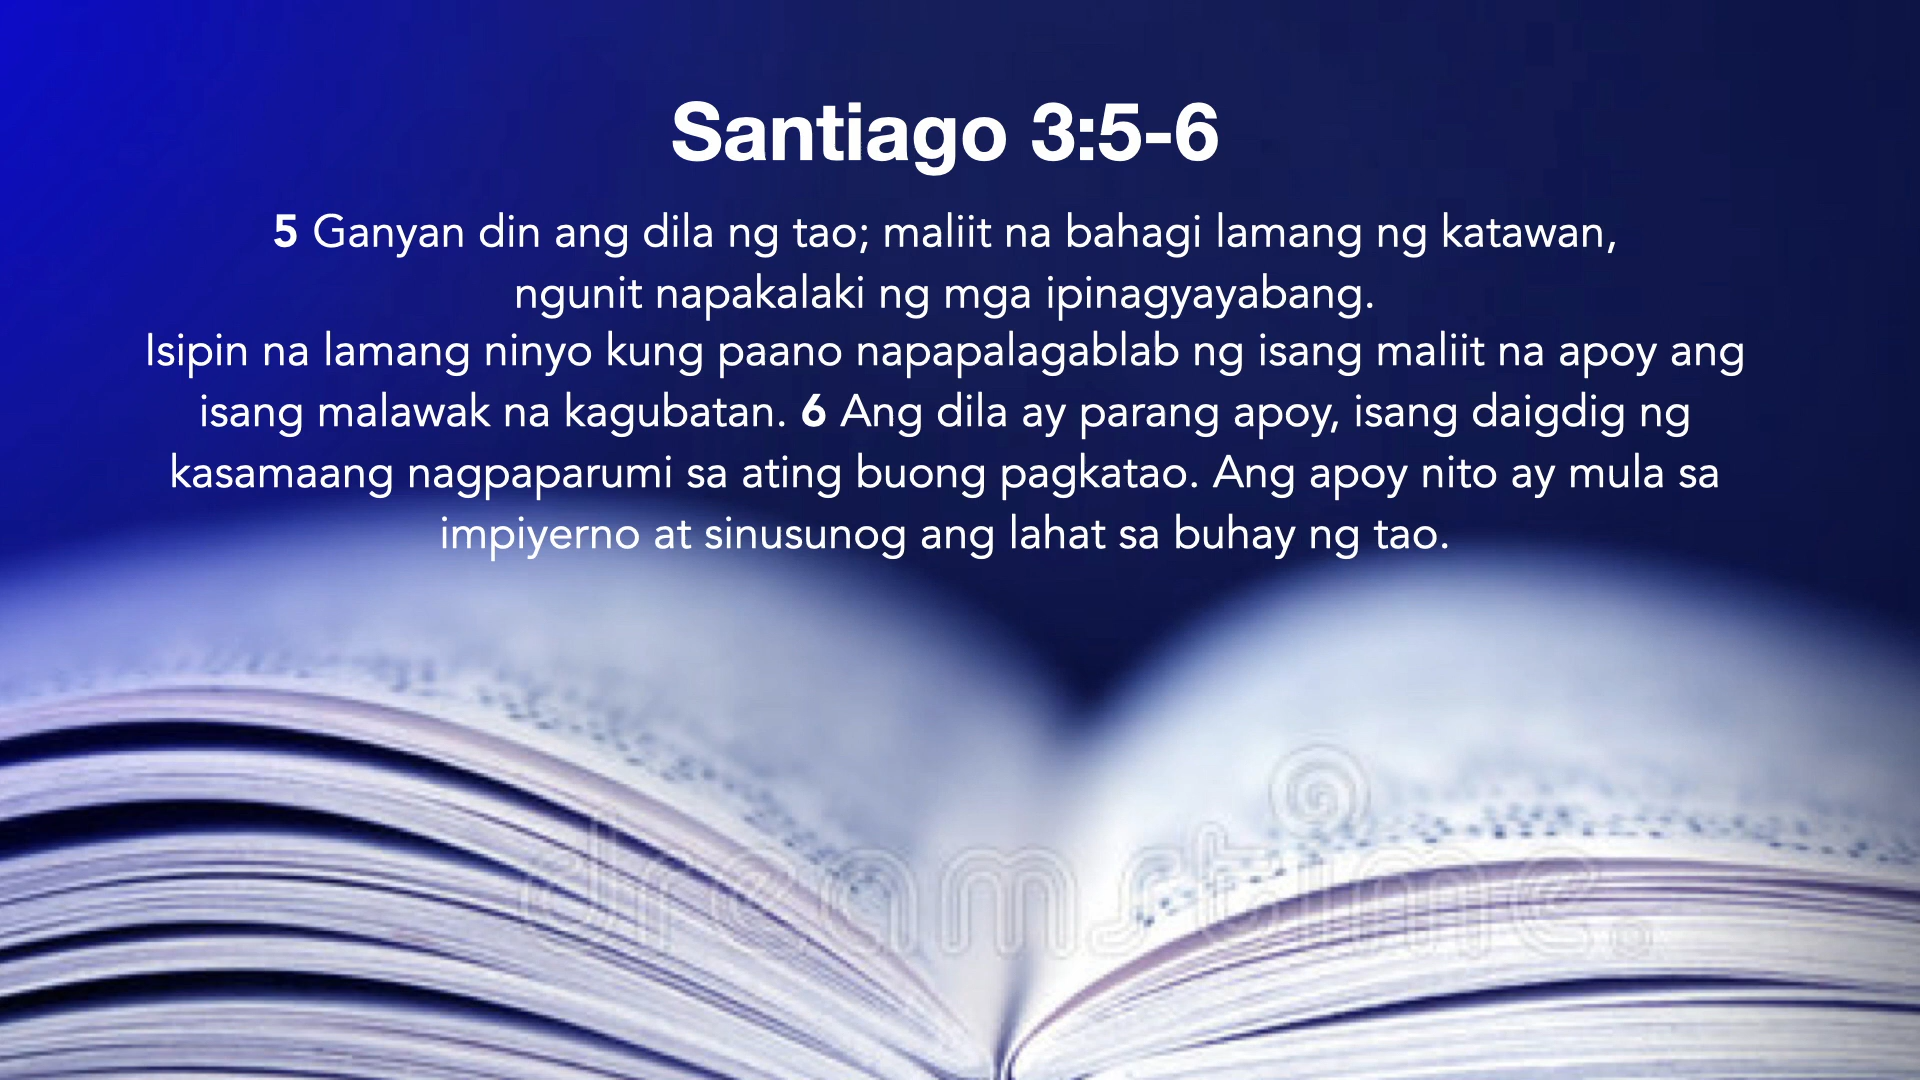 Santiago 3:5-6
5 Ganyan din ang dila ng tao; maliit na bahagi lamang ng katawan,
ngunit napakalaki ng mga ipinagyayabang.
Isipin na lamang ninyo kung paano napapalagablab ng isang maliit na apoy ang
isang malawak na kagubatan. 6 Ang dila ay parang apoy, isang daigdig ng
kasamaang nagpaparumi sa ating buong pagkatao. Ang apoy nito ay mula sa
impiyerno at sinusunog ang lahat sa buhay ng tao.
dreamstime